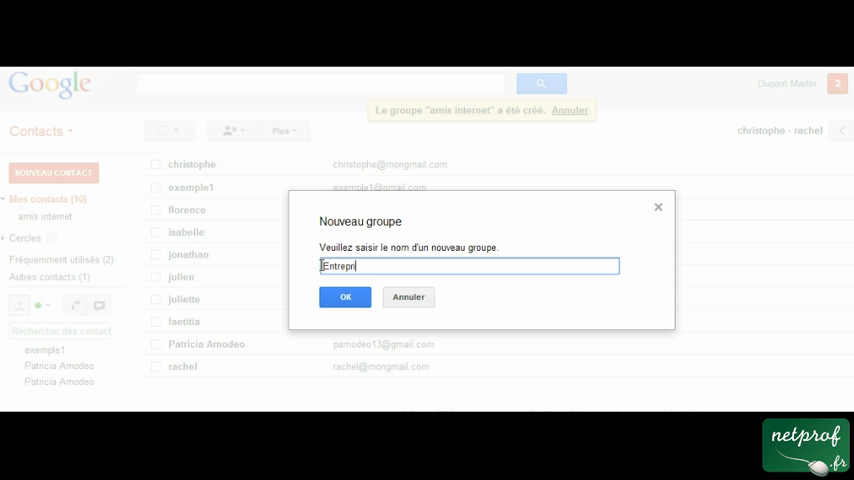 Google
Dupont Martin 2
Le groupe "amis internet" a été créé. Annuler
Contacts
Plus
christophe - rachel
NOUVEAU CONTACT
Mes contacts (10)
amis internet
Cercles
Fréquemment utilisés (2)
Autres contacts (1)
Rechercher des contact
exemple1
Patricia Amodeo
Patricia Amodeo
christophe christophe@mongmail.com
exemple1 exemple1@gmail.com
florence
isabelle
jonathan
julien
juliette
laetitia
Patricia Amodeo pamodeo13@gmail.com
rachel rachel@mongmail.com
Nouveau groupe
Veuillez saisir le nom d'un nouveau groupe.
Entrepri
OK Annuler
netprof
.fr